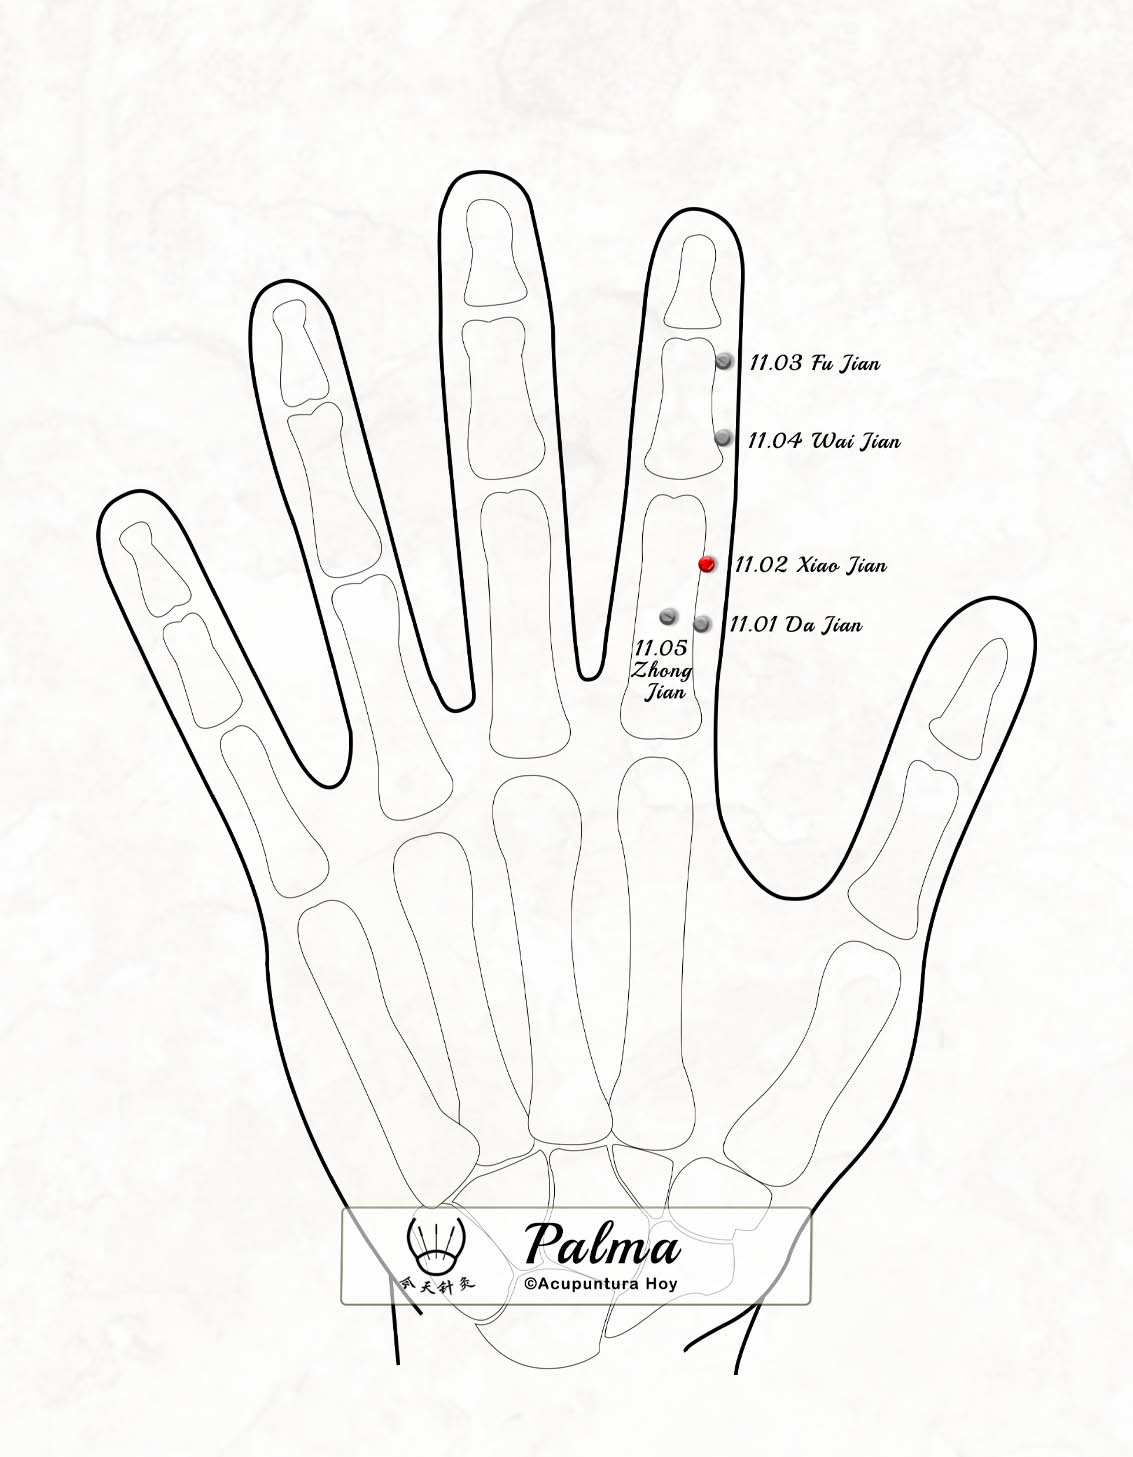 11.03 Fu Jian
11.04 Wai Jian
11.02 Xiao Jian
11.01 Da Jian
11.05
Zhong
Jian
Palma
©Acupuntura Hoy
今天针灸